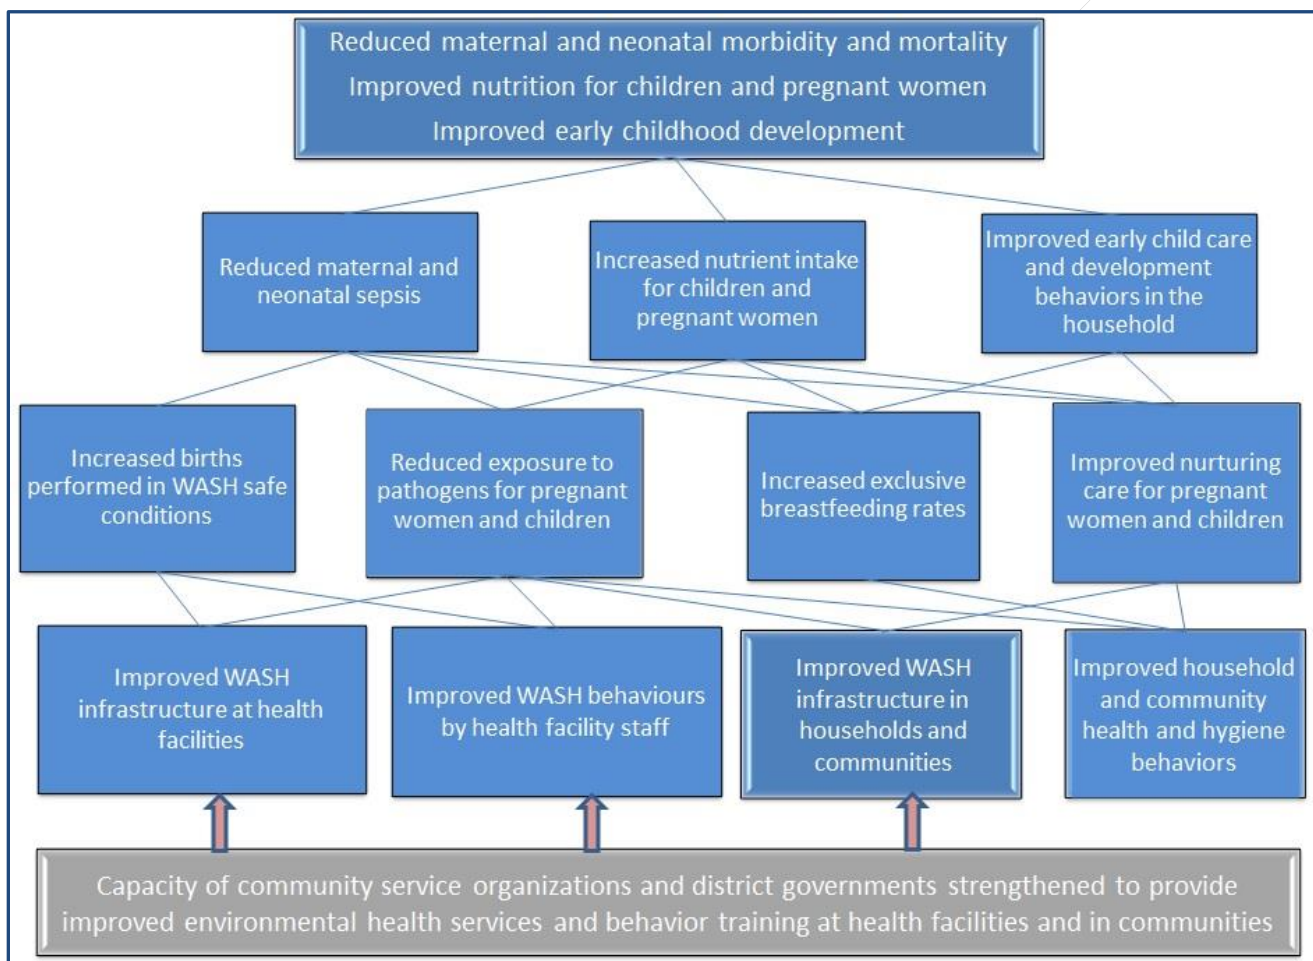 Reduced maternal and neonatal morbidity and mortality
Improved nutrition for children and pregnant women
Improved early childhood development
Reduced maternal and
neonatal sepsis
Increased nutrient intake
for children and
pregnant women
Improved early child care
and development
behaviors in the
household
Increased births
performed in WASH safe
conditions
Reduced exposure to
pathogens for pregnant
women and children
Increased exclusive
breastfeeding rates
Improved nurturing
care for pregnant
women and children
Improved WASH
infrastructure at health
facilities
Improved WASH behaviours
by health facility staff
Improved WASH
infrastructure in
households and
communities
Improved household
and community
health and hygiene
behaviors
Capacity of community service organizations and district governments strengthened to provide
improved environmental health services and behavior training at health facilities and in communities